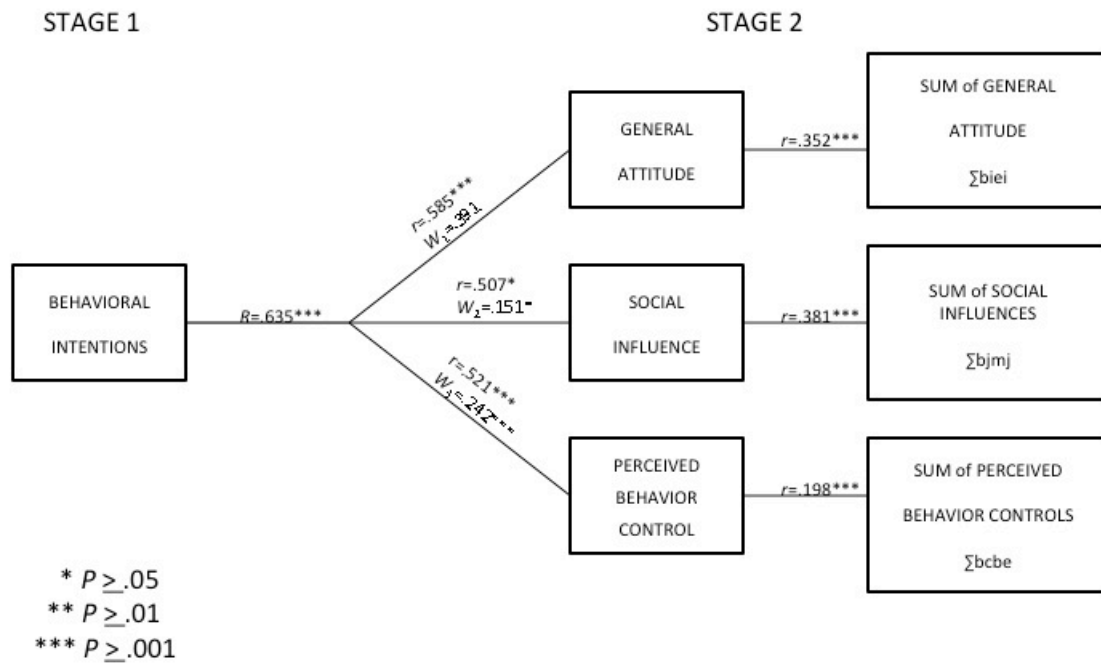 STAGE 1
STAGE 2
SUM of GENERAL
ATTITUDE
∑biei
GENERAL
ATTITUDE
r=.352***
r=.585***
W =.391
BEHAVIORAL
INTENTIONS
R=.635***
r=.507*
W₂=.151*
SOCIAL
INFLUENCE
r=.381***
SUM of SOCIAL
INFLUENCES
∑bjmj
r=.521***
W =.242***
PERCEIVED
BEHAVIOR
CONTROL
r=.198***
SUM of PERCEIVED
BEHAVIOR CONTROLS
∑bcbe
* P ≥ .05
** P ≥ .01
*** P ≥ .001